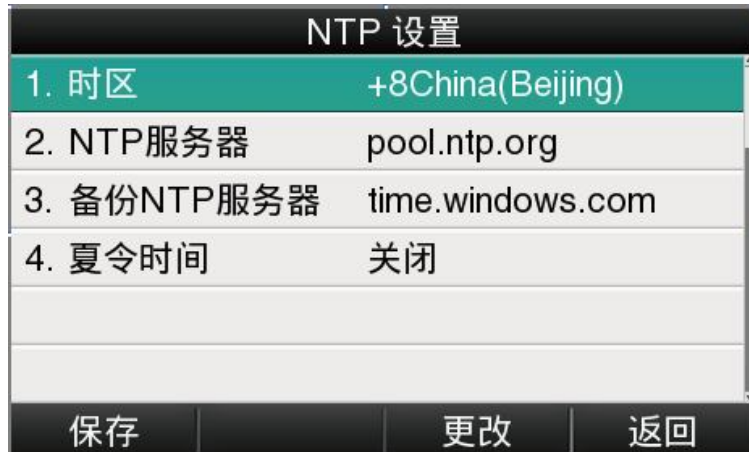 NTP 设置
1. 时区 +8China(Beijing)
2. NTP服务器 pool.ntp.org
3. 备份NTP服务器 time.windows.com
4. 夏令时间 关闭
保存 更改 返回